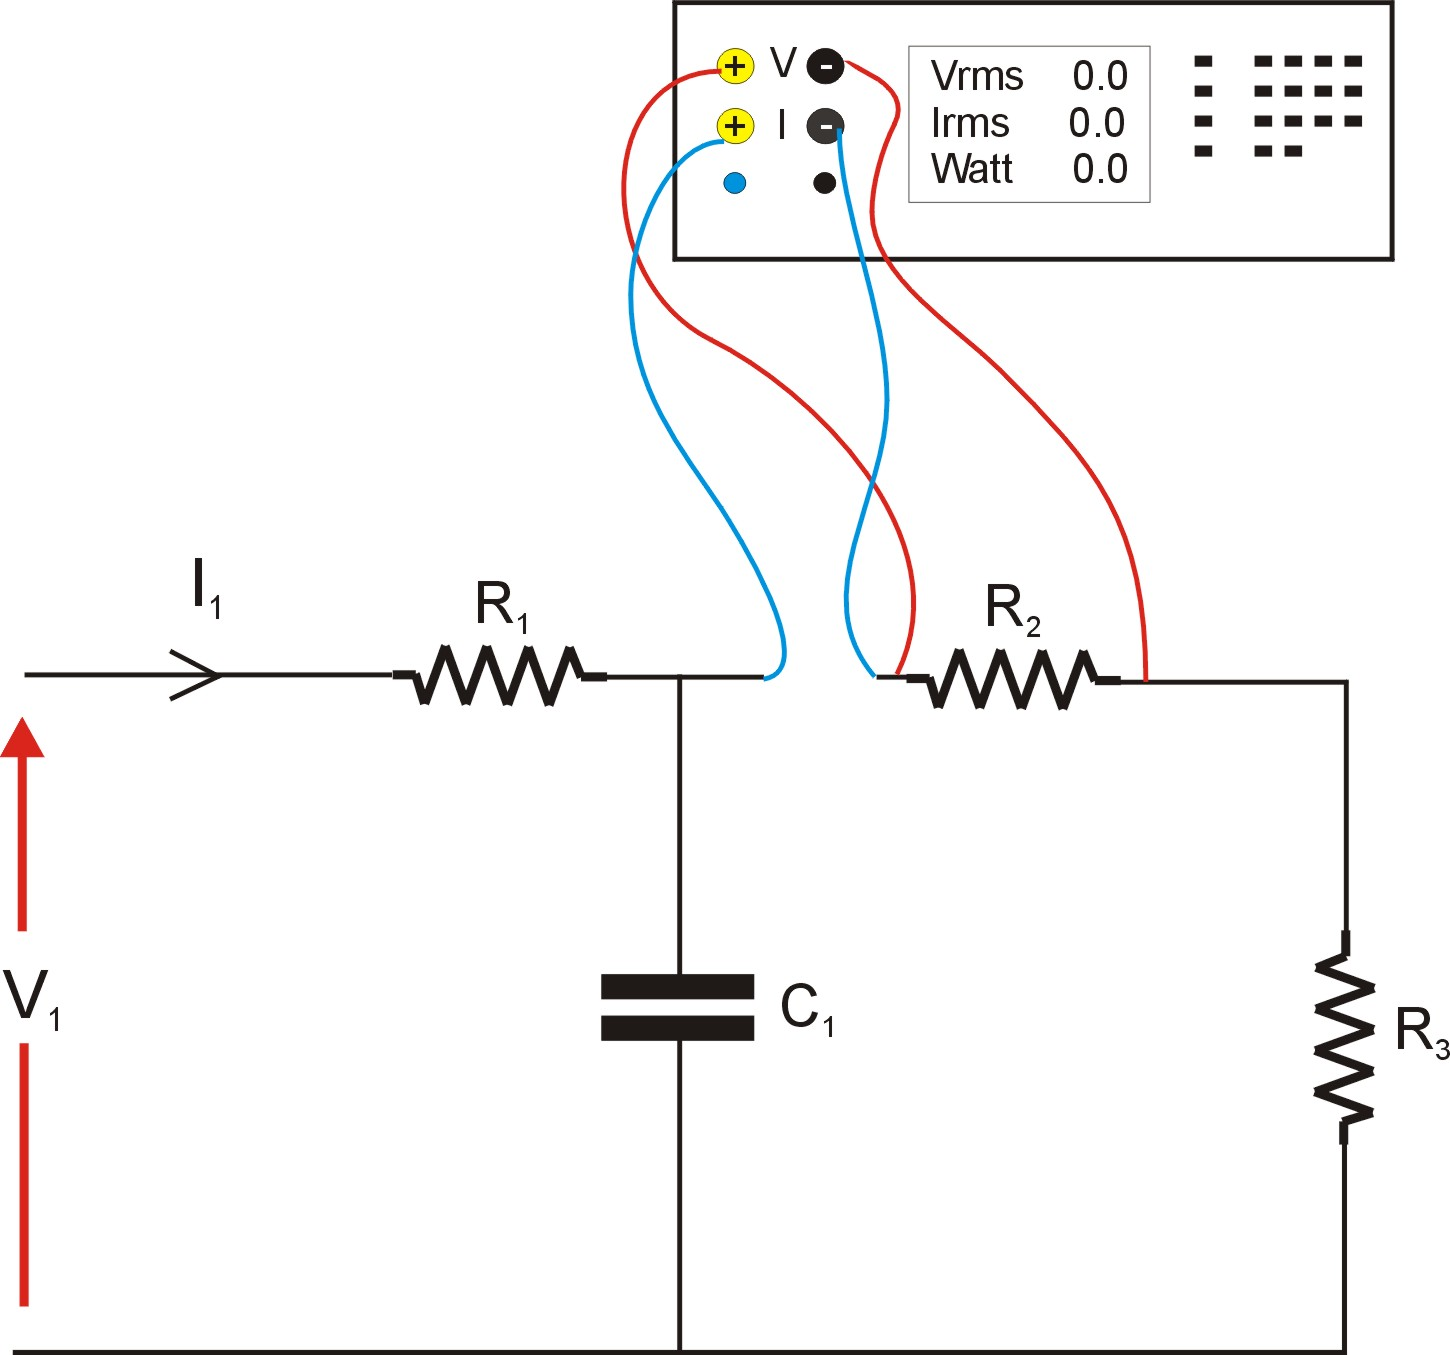 + V -
+ I -
Vrms 0.0
Irms 0.0
Watt 0.0
I₁
R₁
R₂
V₁
C₁
R₃